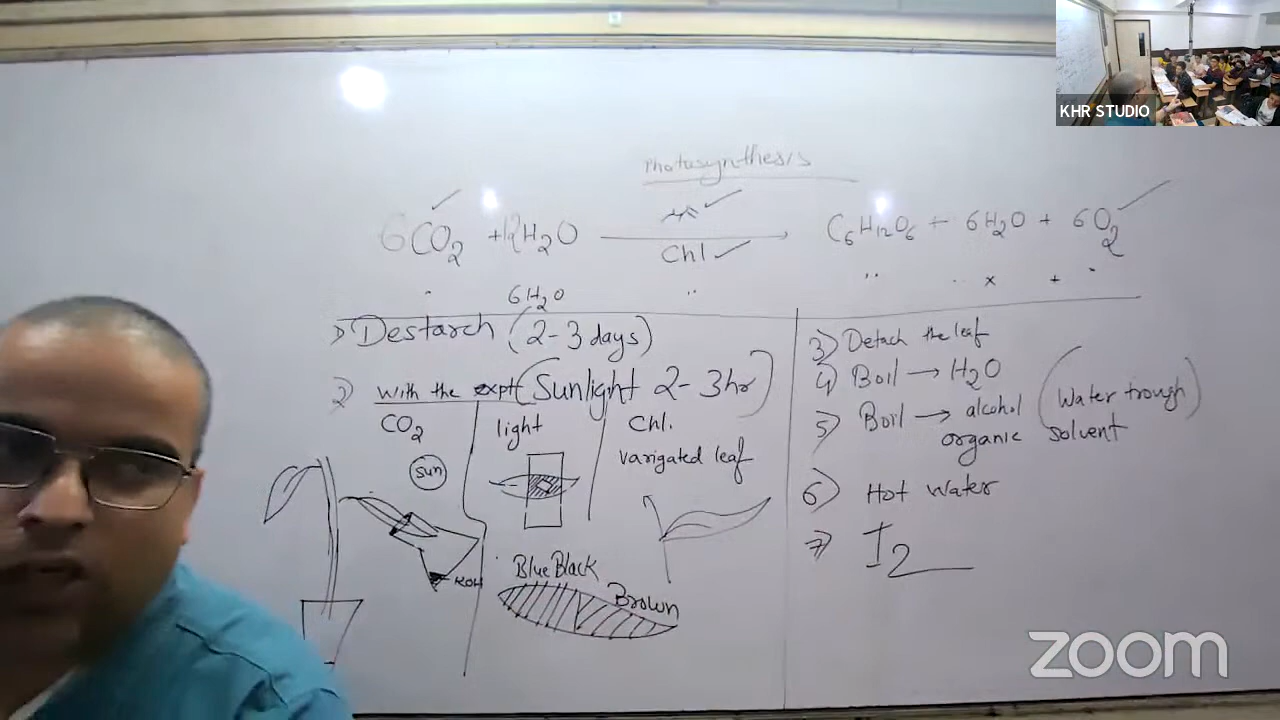 KHR STUDIO
Photosynthesis
6CO2 + 12H2O → C6H12O6 + 6H2O + 6O2
Chl
6H2O
1) Destarch (2-3 days)
2) With the expt (Sunlight 2-3hr)
CO2
light
Chl.
varigated leaf
Sun
KOH
Blue Black
Brown
3) Detach the leaf
4) Boil → H2O
5) Boil → alcohol (Water trough)
organic solvent
6) Hot Water
7) I2
zoom